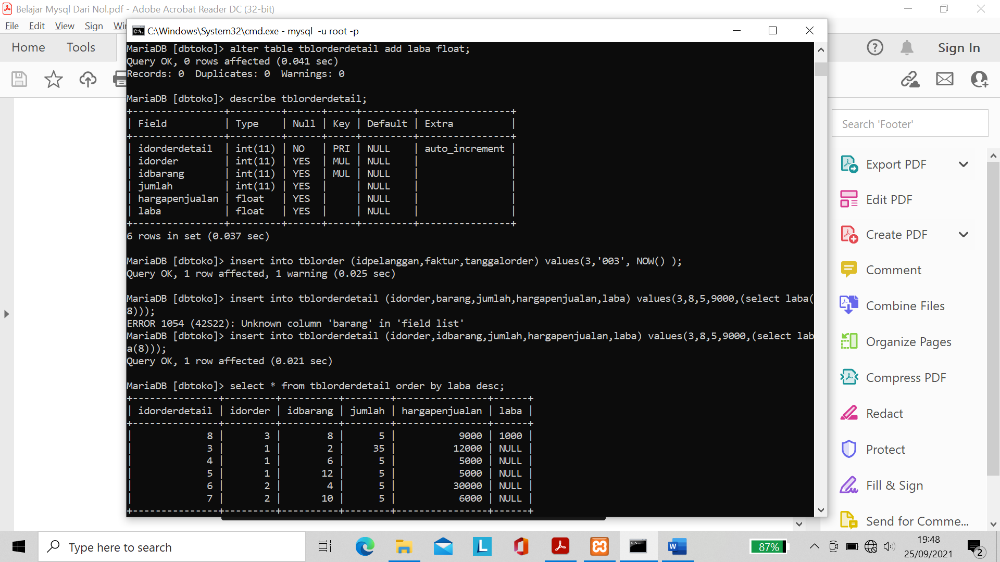 Belajar Mysql Dari Nol.pdf - Adobe Acrobat Reader DC (32-bit)
File Edit View Sign Wi
C:\Windows\System32\cmd.exe - mysql  -u root -p
Home Tools
Sign In
MariaDB [dbtoko]> alter table tblorderdetail add laba float;
Query OK, 0 rows affected (0.041 sec)
Records: 0  Duplicates: 0  Warnings: 0
MariaDB [dbtoko]> describe tblorderdetail;
+----------------+---------+------+-----+---------+----------------+
| Field          | Type    | Null | Key | Default | Extra          |
+----------------+---------+------+-----+---------+----------------+
| idorderdetail  | int(11) | NO   | PRI | NULL    | auto_increment |
| idorder        | int(11) | YES  | MUL | NULL    |                |
| idbarang       | int(11) | YES  | MUL | NULL    |                |
| jumlah         | int(11) | YES  |     | NULL    |                |
| hargapenjualan | float   | YES  |     | NULL    |                |
| laba           | float   | YES  |     | NULL    |                |
+----------------+---------+------+-----+---------+----------------+
6 rows in set (0.037 sec)
MariaDB [dbtoko]> insert into tblorder (idpelanggan,faktur,tanggalorder) values(3,'003', NOW() );
Query OK, 1 row affected, 1 warning (0.025 sec)
MariaDB [dbtoko]> insert into tblorderdetail (idorder,barang,jumlah,hargapenjualan,laba) values(3,8,5,9000,(select laba(
8)));
ERROR 1054 (42S22): Unknown column 'barang' in 'field list'
MariaDB [dbtoko]> insert into tblorderdetail (idorder,idbarang,jumlah,hargapenjualan,laba) values(3,8,5,9000,(select lab
a(8)));
Query OK, 1 row affected (0.021 sec)
MariaDB [dbtoko]> select * from tblorderdetail order by laba desc;
+---------------+---------+----------+--------+----------------+------+
| idorderdetail | idorder | idbarang | jumlah | hargapenjualan | laba |
+---------------+---------+----------+--------+----------------+------+
|             8 |       3 |        8 |      5 |           9000 | 1000 |
|             3 |       1 |        2 |     35 |          12000 | NULL |
|             4 |       1 |        6 |      5 |           5000 | NULL |
|             5 |       1 |       12 |      5 |           5000 | NULL |
|             6 |       2 |        4 |      5 |          30000 | NULL |
|             7 |       2 |       10 |      5 |           6000 | NULL |
+---------------+---------+----------+--------+----------------+------+
Search 'Footer'
Export PDF
Edit PDF
Create PDF
Comment
Combine Files
Organize Pages
Compress PDF
Redact
Protect
Fill & Sign
Send for Comme...
Type here to search
87%
19:48
25/09/2021
2